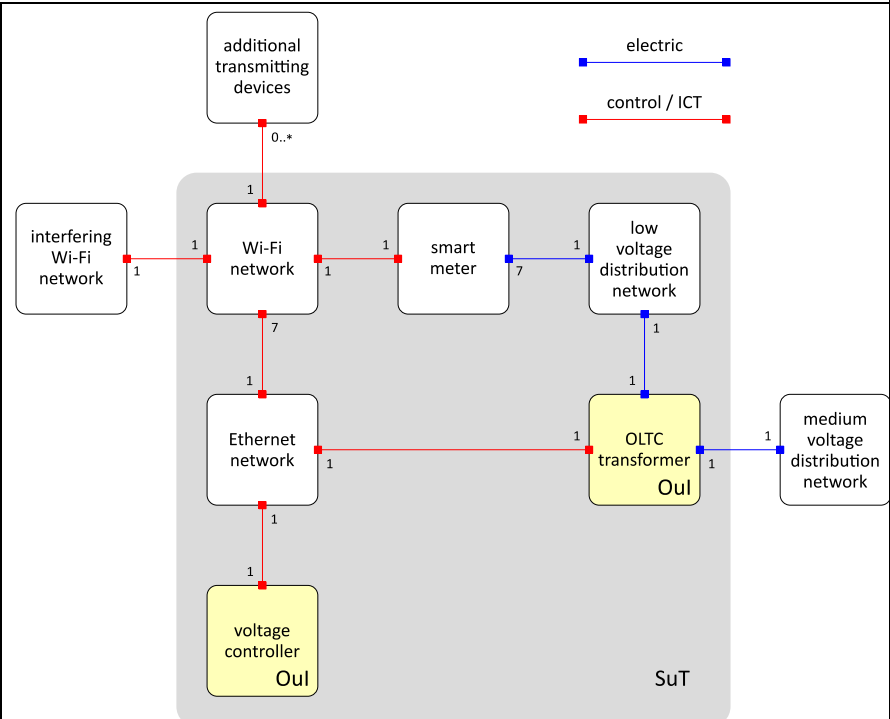 additional
transmitting
devices
electric
control / ICT
0..*
1
interfering
Wi-Fi
network
1
1
Wi-Fi
network
1
1
smart
meter
7
1
low
voltage
distribution
network
7
1
1
1
Ethernet
network
1
1
OLTC
transformer
OuI
1
1
medium
voltage
distribution
network
1
1
voltage
controller
OuI
SuT